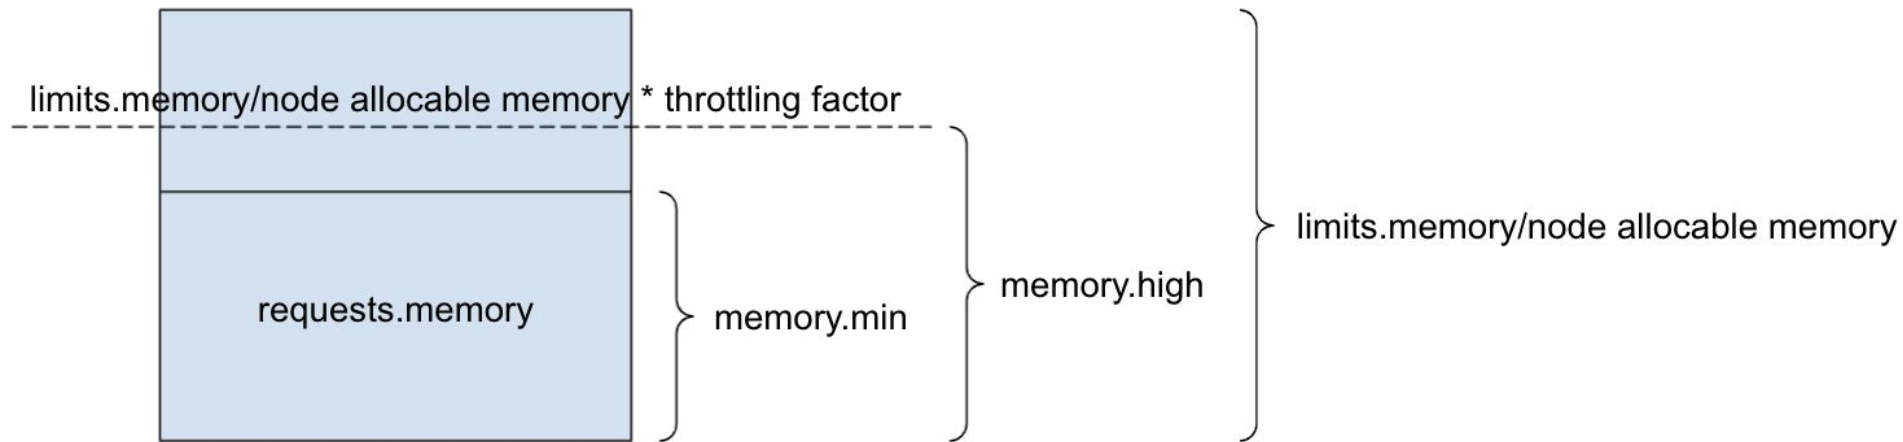 limits.memory/node allocable memory * throttling factor
limits.memory/node allocable memory
memory.high
requests.memory
memory.min